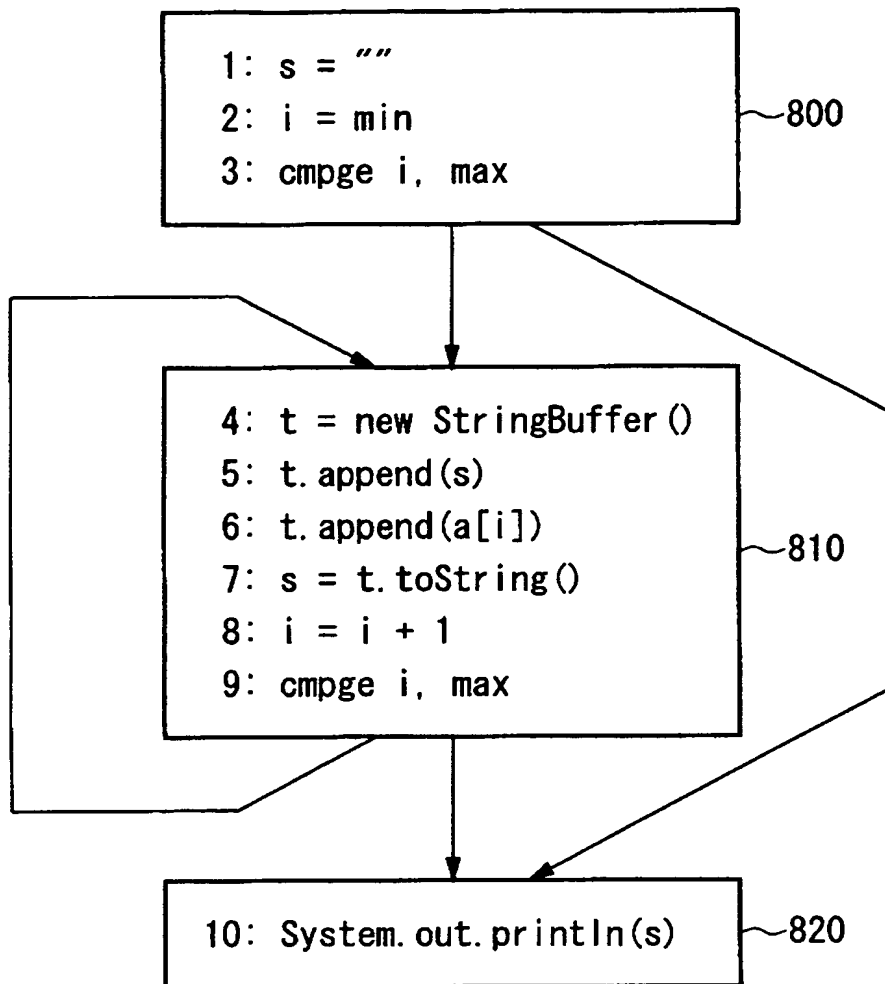 1: s = ""
2: i = min
3: cmpge i, max
800
4: t = new StringBuffer()
5: t.append(s)
6: t.append(a[i])
7: s = t.toString()
8: i = i + 1
9: cmpge i, max
810
10: System.out.println(s)
820